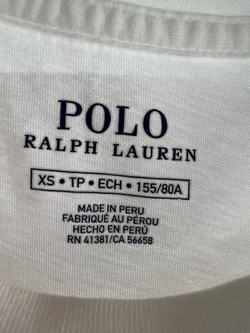 POLO
RALPH LAUREN
XS • TP • ECH • 155/80A
MADE IN PERU
FABRIQUÉ AU PÉROU
HECHO EN PERÚ
RN 41381/CA 56658